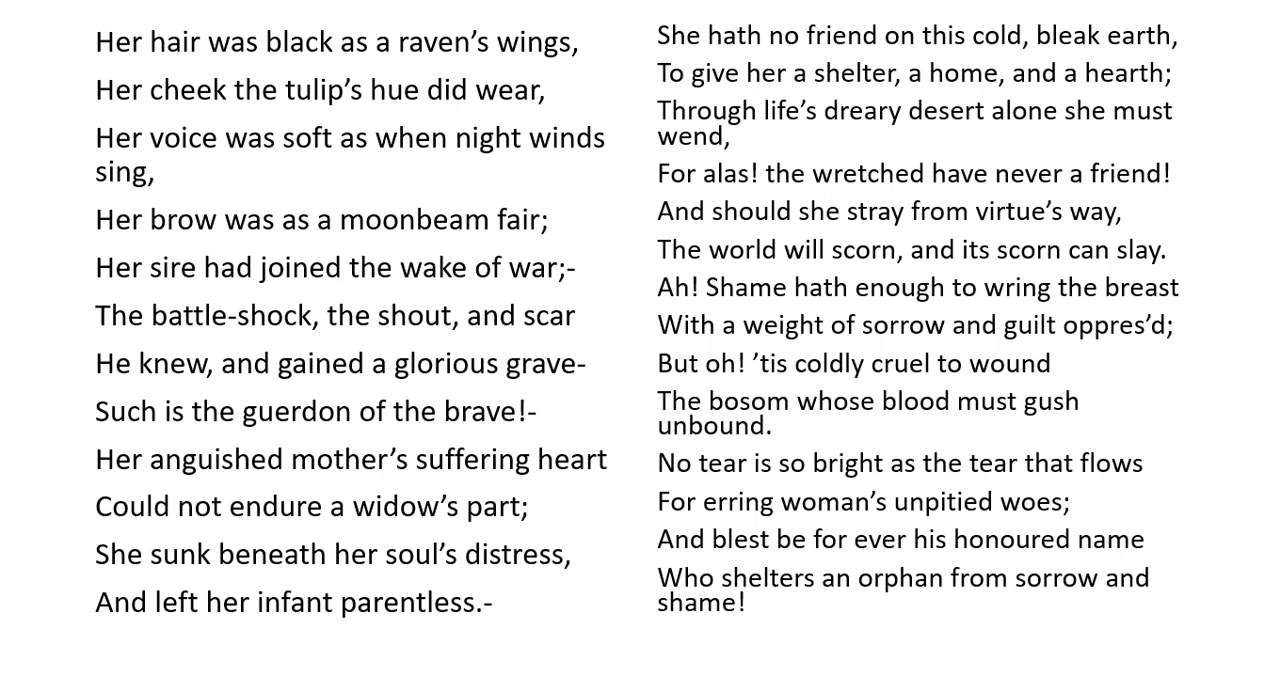 Her hair was black as a raven’s wings,
Her cheek the tulip’s hue did wear,
Her voice was soft as when night winds
sing,
Her brow was as a moonbeam fair;
Her sire had joined the wake of war;-
The battle-shock, the shout, and scar
He knew, and gained a glorious grave-
Such is the guerdon of the brave!-
Her anguished mother’s suffering heart
Could not endure a widow’s part;
She sunk beneath her soul’s distress,
And left her infant parentless.-
She hath no friend on this cold, bleak earth,
To give her a shelter, a home, and a hearth;
Through life’s dreary desert alone she must
wend,
For alas! the wretched have never a friend!
And should she stray from virtue’s way,
The world will scorn, and its scorn can slay.
Ah! Shame hath enough to wring the breast
With a weight of sorrow and guilt oppres’d;
But oh! ’tis coldly cruel to wound
The bosom whose blood must gush
unbound.
No tear is so bright as the tear that flows
For erring woman’s unpitied woes;
And blest be for ever his honoured name
Who shelters an orphan from sorrow and
shame!